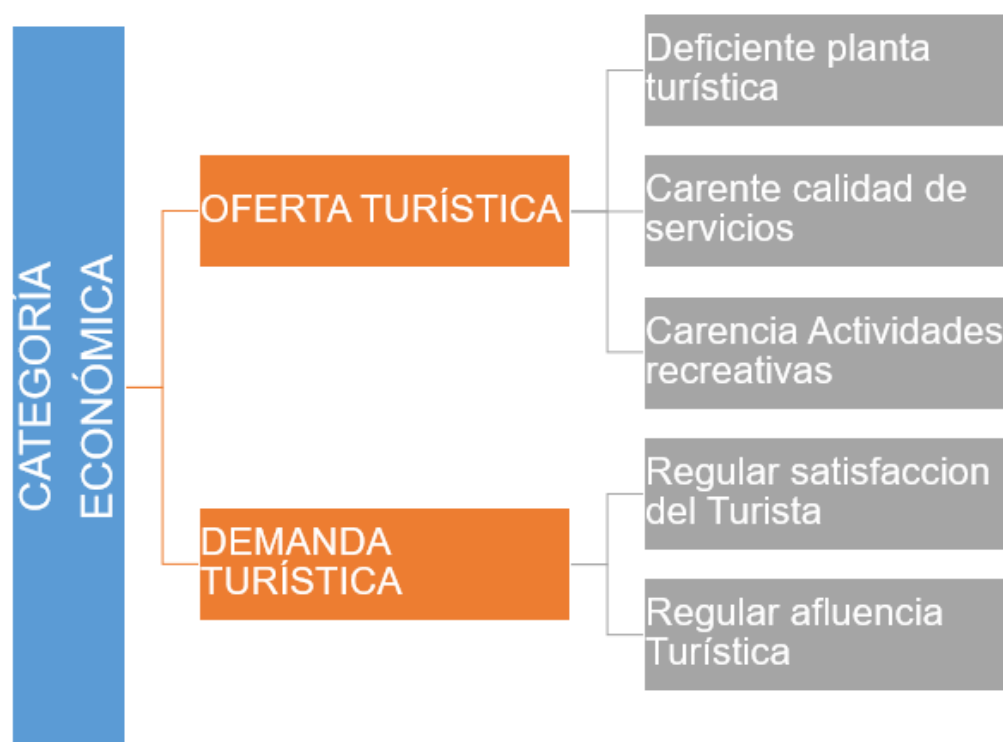 CATEGORÍA
ECONÓMICA
OFERTA TURÍSTICA
Deficiente planta
turística
Carente calidad de
servicios
Carencia Actividades
recreativas
DEMANDA
TURÍSTICA
Regular satisfaccion
del Turista
Regular afluencia
Turística